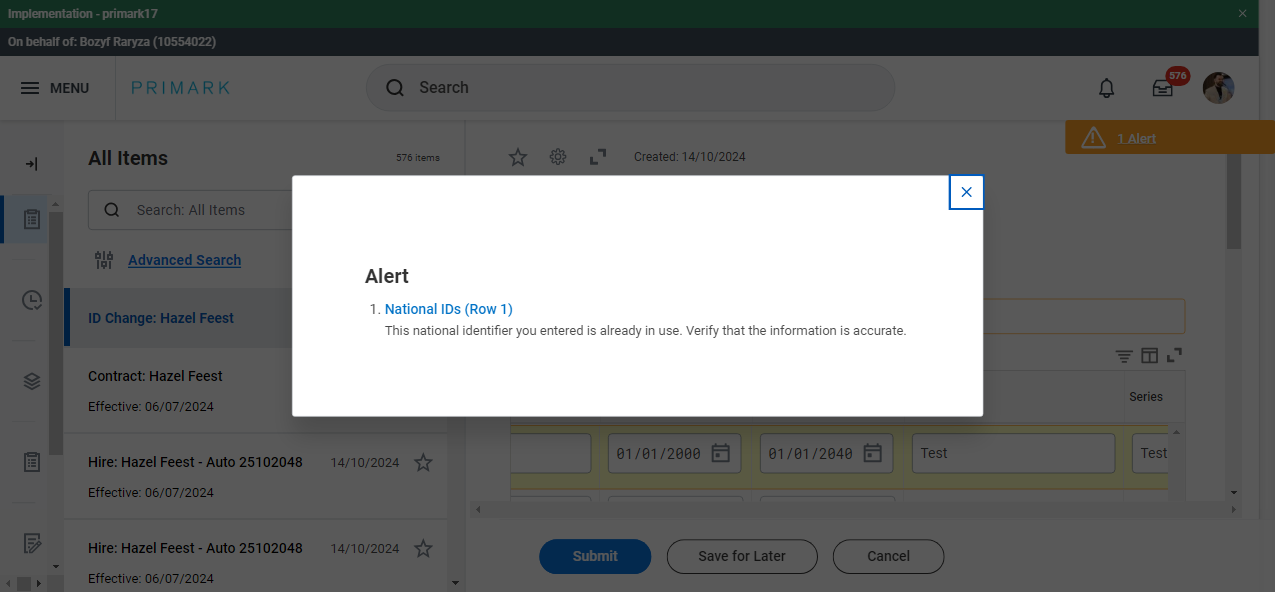 Implementation - primark17
On behalf of: Bozyf Raryza (10554022)
MENU
PRIMARK
Search
576
1 Alert
All Items
576 items
Created: 14/10/2024
Search: All Items
Advanced Search
ID Change: Hazel Feest
Contract: Hazel Feest
Effective: 06/07/2024
Hire: Hazel Feest - Auto 25102048
14/10/2024
Effective: 06/07/2024
Hire: Hazel Feest - Auto 25102048
14/10/2024
Effective: 06/07/2024
Alert
1. National IDs (Row 1)
This national identifier you entered is already in use. Verify that the information is accurate.
Series
01/01/2000
01/01/2040
Test
Test
Submit
Save for Later
Cancel